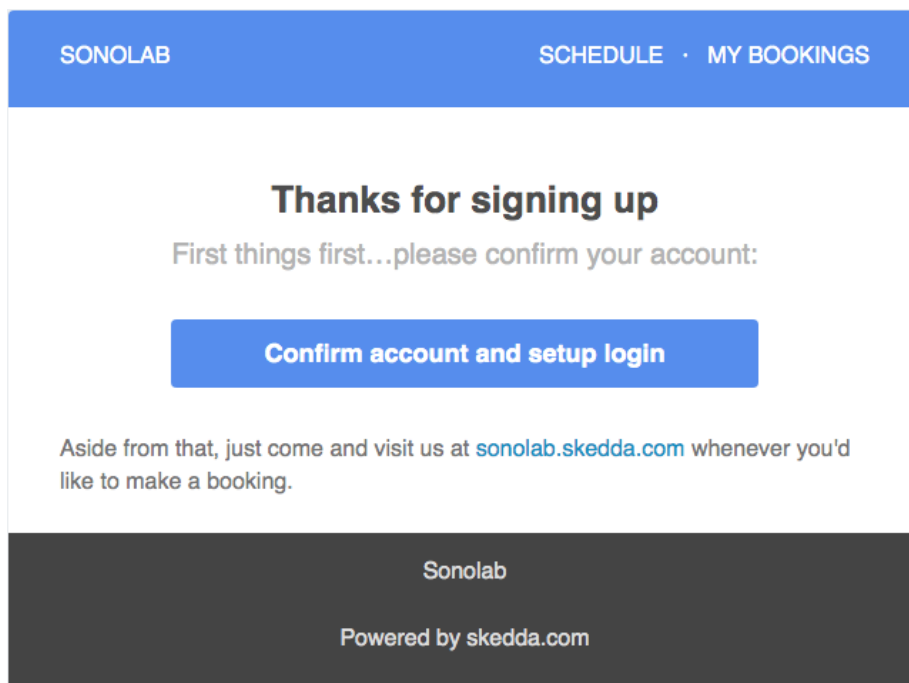 SONOLAB SCHEDULE · MY BOOKINGS
Thanks for signing up
First things first…please confirm your account:
Confirm account and setup login
Aside from that, just come and visit us at sonolab.skedda.com whenever you'd
like to make a booking.
Sonolab
Powered by skedda.com